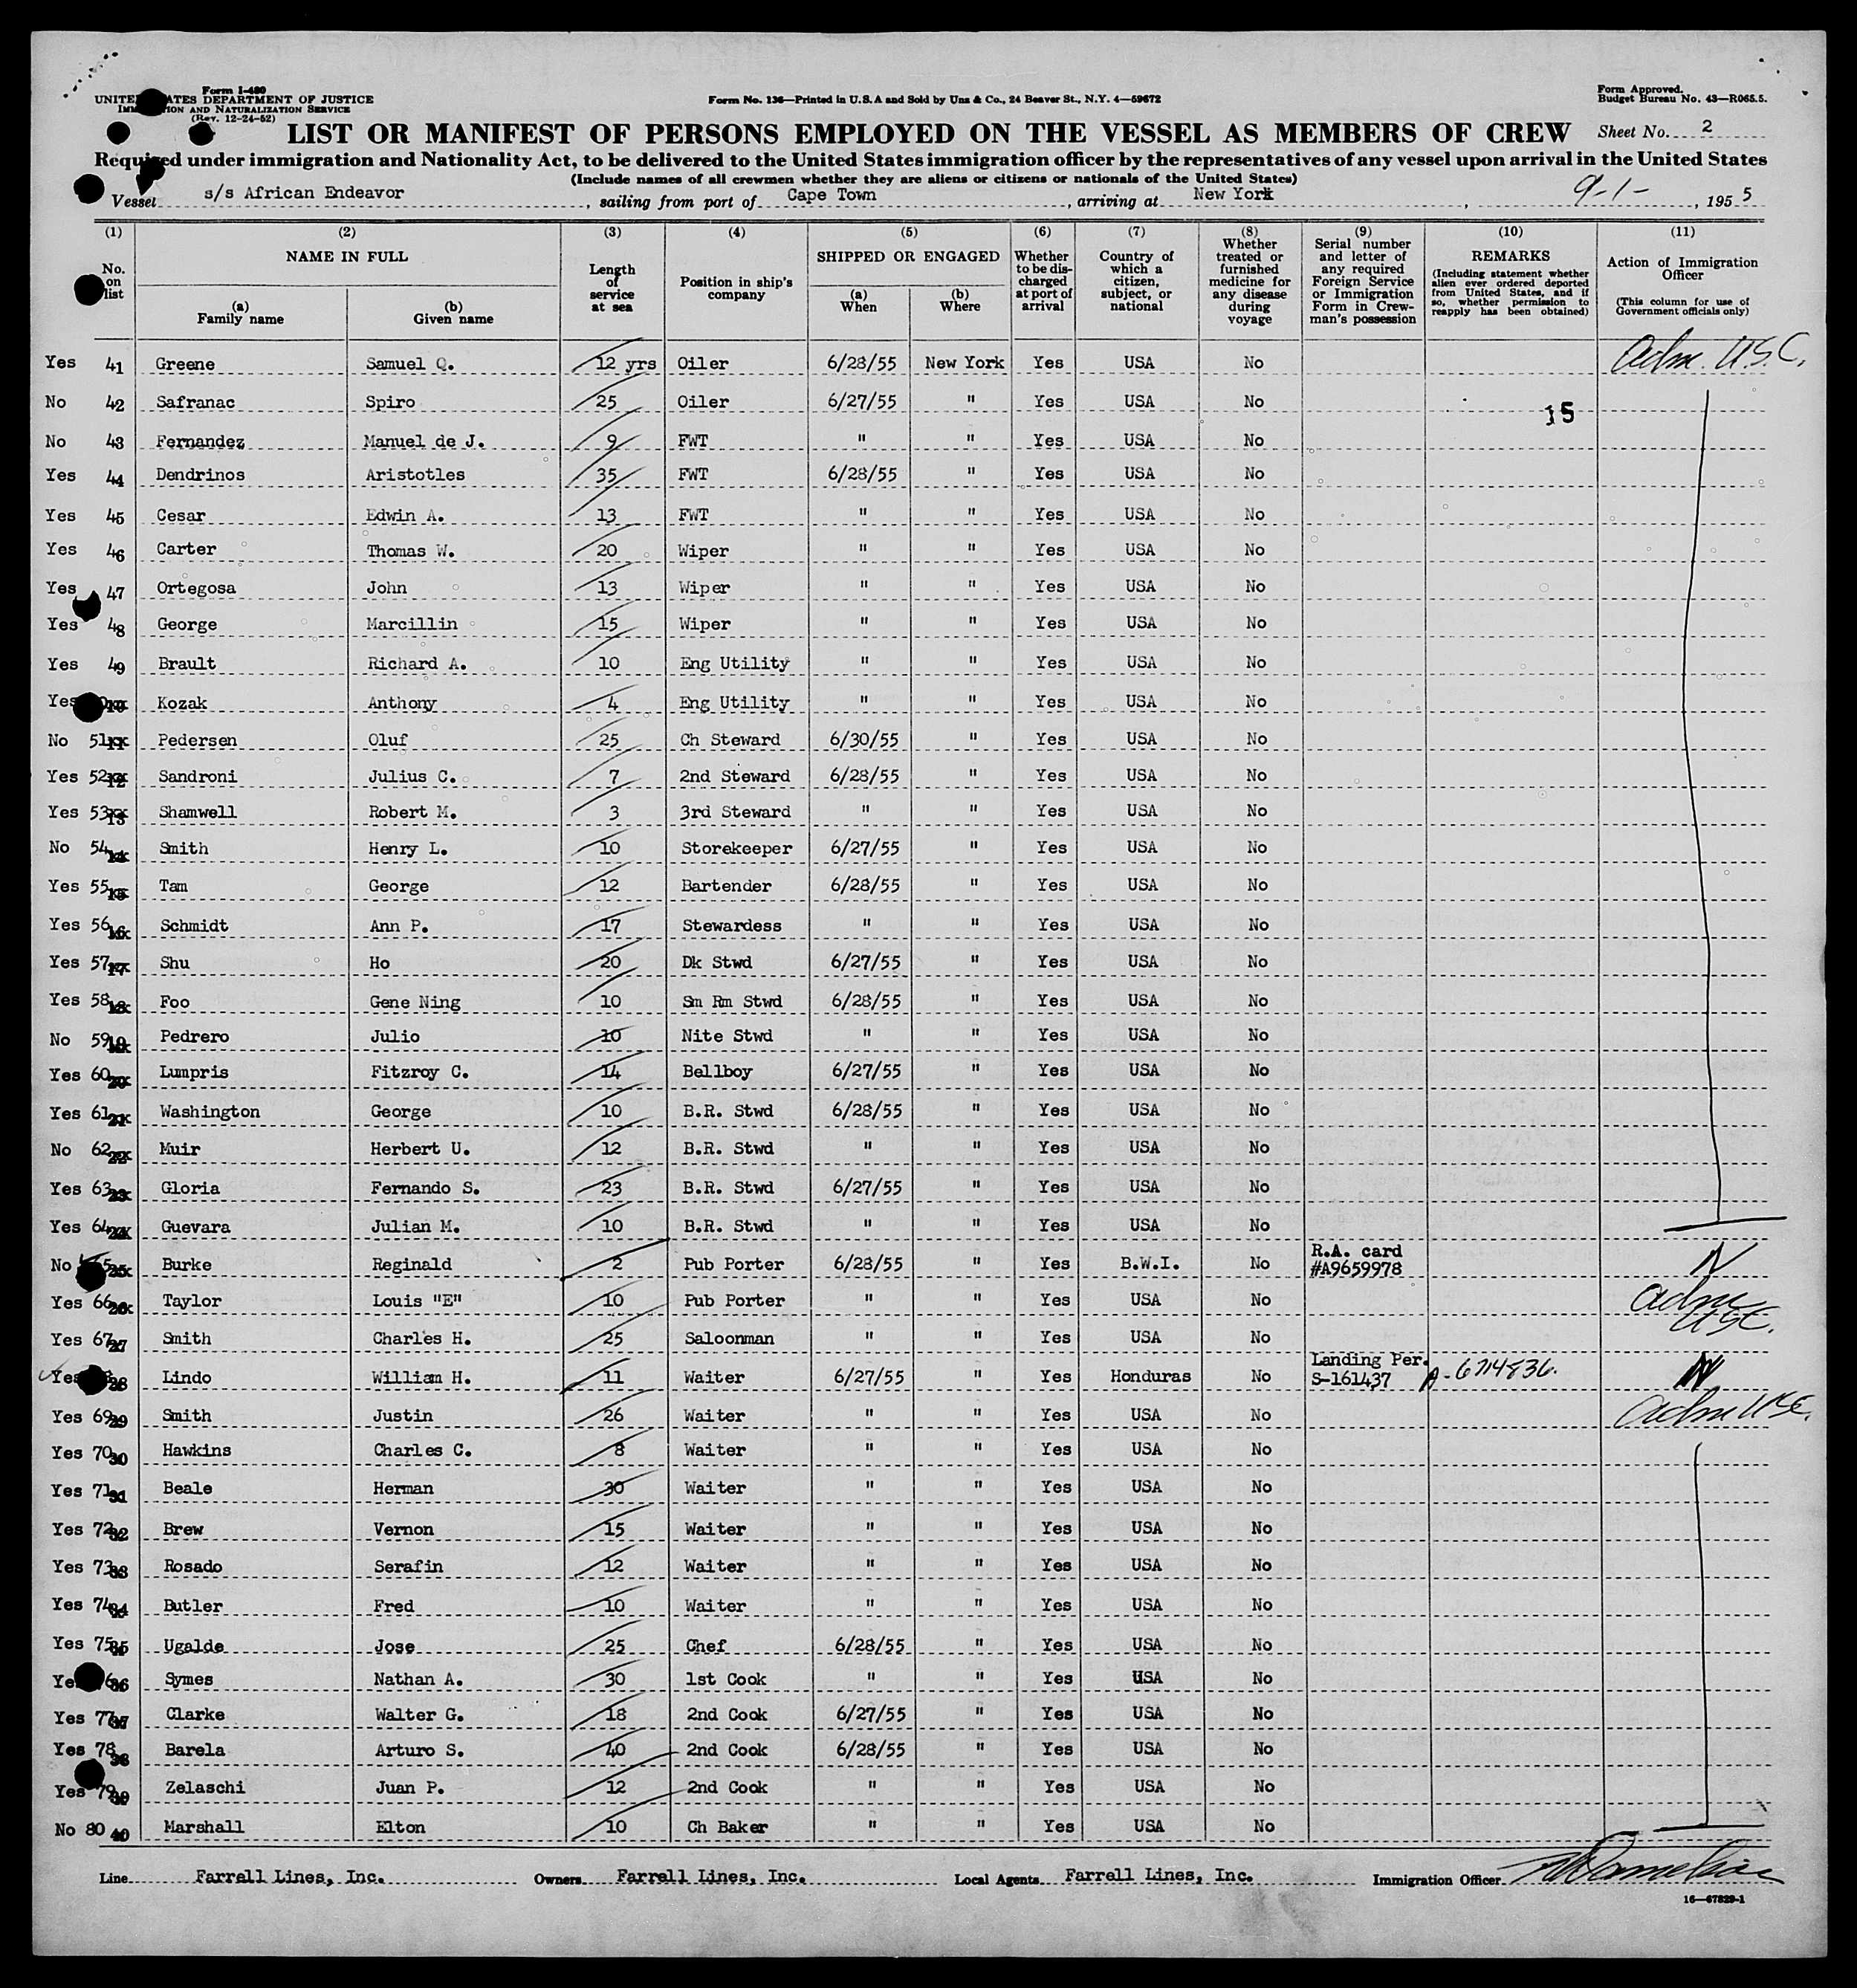 Form I-480
UNITED STATES DEPARTMENT OF JUSTICE
IMMIGRATION AND NATURALIZATION SERVICE
(Rev. 12-24-52)
Form No. 136—Printed in U.S.A and Sold by Unz & Co., 24 Beaver St., N.Y. 4—59672
Form Approved.
Budget Bureau No. 43—R065.5.
LIST OR MANIFEST OF PERSONS EMPLOYED ON THE VESSEL AS MEMBERS OF CREW Sheet No. 2
Required under immigration and Nationality Act, to be delivered to the United States immigration officer by the representatives of any vessel upon arrival in the United States
(Include names of all crewmen whether they are aliens or citizens or nationals of the United States)
Vessel s/s African Endeavor, sailing from port of Cape Town, arriving at New York, 9-1-, 1955
(1) (2) (3) (4) (5) (6) (7) (8) (9) (10) (11)
No. on list
NAME IN FULL
(a) Family name
(b) Given name
Length of service at sea
Position in ship's company
SHIPPED OR ENGAGED
(a) When
(b) Where
Whether to be discharged at port of arrival
Country of which a citizen, subject, or national
Whether treated or furnished medicine for any disease during voyage
Serial number and letter of any required Foreign Service or Immigration Form in Crewman's possession
REMARKS
(Including statement whether alien ever ordered deported from United States, and if so, whether permission to reapply has been obtained)
Action of Immigration Officer
(This column for use of Government officials only)
Yes 41 Greene Samuel Q. 12 yrs Oiler 6/28/55 New York Yes USA No Adm. U.S.C.
No 42 Safranac Spiro 25 Oiler 6/27/55 " Yes USA No 15
No 43 Fernandez Manuel de J. 9 FWT " " Yes USA No
Yes 44 Dendrinos Aristotles 35 FWT 6/28/55 " Yes USA No
Yes 45 Cesar Edwin A. 13 FWT " " Yes USA No
Yes 46 Carter Thomas W. 20 Wiper " " Yes USA No
Yes 47 Ortegosa John 13 Wiper " " Yes USA No
Yes 48 George Marcillin 15 Wiper " " Yes USA No
Yes 49 Brault Richard A. 10 Eng Utility " " Yes USA No
Yes Kozak Anthony 4 Eng Utility " " Yes USA No
No 51 Pedersen Oluf 25 Ch Steward 6/30/55 " Yes USA No
Yes 52 Sandroni Julius C. 7 2nd Steward 6/28/55 " Yes USA No
Yes 53 Shamwell Robert M. 3 3rd Steward " " Yes USA No
No 54 Smith Henry L. 10 Storekeeper 6/27/55 " Yes USA No
Yes 55 Tam George 12 Bartender 6/28/55 " Yes USA No
Yes 56 Schmidt Ann P. 17 Stewardess " " Yes USA No
Yes 57 Shu Ho 20 Dk Stwd 6/27/55 " Yes USA No
Yes 58 Foo Gene Ning 10 Sm Rm Stwd 6/28/55 " Yes USA No
No 59 Pedrero Julio 10 Nite Stwd " " Yes USA No
Yes 60 Lumpris Fitzroy C. 14 Bellboy 6/27/55 " Yes USA No
Yes 61 Washington George 10 B.R. Stwd 6/28/55 " Yes USA No
No 62 Muir Herbert U. 12 B.R. Stwd " " Yes USA No
Yes 63 Gloria Fernando S. 23 B.R. Stwd 6/27/55 " Yes USA No
Yes 64 Guevara Julian M. 10 B.R. Stwd " " Yes USA No
No 65 Burke Reginald 2 Pub Porter 6/28/55 " Yes B.W.I. No R.A. card #A9659978
Yes 66 Taylor Louis "E" 10 Pub Porter " " Yes USA No Adm USC.
Yes 67 Smith Charles H. 25 Saloonman " " Yes USA No
Yes Lindo William H. 11 Waiter 6/27/55 " Yes Honduras No Landing Per. S-161437 A-6714836.
Yes 69 Smith Justin 26 Waiter " " Yes USA No Adm USC.
Yes 70 Hawkins Charles C. 8 Waiter " " Yes USA No
Yes 71 Beale Herman 30 Waiter " " Yes USA No
Yes 72 Brew Vernon 15 Waiter " " Yes USA No
Yes 73 Rosado Serafin 12 Waiter " " Yes USA No
Yes 74 Butler Fred 10 Waiter " " Yes USA No
Yes 75 Ugalde Jose 25 Chef 6/28/55 " Yes USA No
Yes Symes Nathan A. 30 1st Cook " " Yes USA No
Yes 77 Clarke Walter G. 18 2nd Cook 6/27/55 " Yes USA No
Yes 78 Barela Arturo S. 40 2nd Cook 6/28/55 " Yes USA No
Yes 79 Zelaschi Juan P. 12 2nd Cook " " Yes USA No
No 80 Marshall Elton 10 Ch Baker " " Yes USA No
Line Farrell Lines, Inc. Owners Farrell Lines, Inc. Local Agents Farrell Lines, Inc. Immigration Officer
16—67829-1